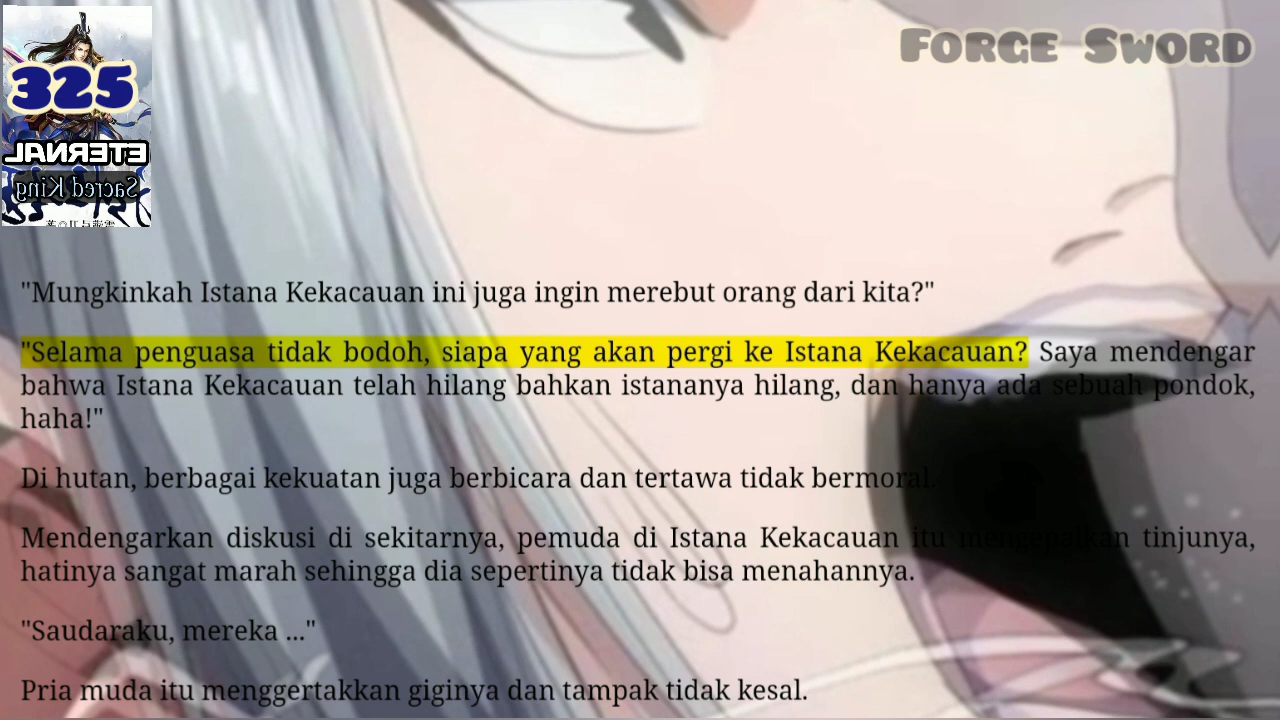 325
ETERNAL
Sacred King
FORGE SWORD
"Mungkinkah Istana Kekacauan ini juga ingin merebut orang dari kita?"
"Selama penguasa tidak bodoh, siapa yang akan pergi ke Istana Kekacauan? Saya mendengar
bahwa Istana Kekacauan telah hilang bahkan istananya hilang, dan hanya ada sebuah pondok,
haha!"
Di hutan, berbagai kekuatan juga berbicara dan tertawa tidak bermoral.
Mendengarkan diskusi di sekitarnya, pemuda di Istana Kekacauan itu mengepalkan tinjunya,
hatinya sangat marah sehingga dia sepertinya tidak bisa menahannya.
"Saudaraku, mereka ..."
Pria muda itu menggertakkan giginya dan tampak tidak kesal.